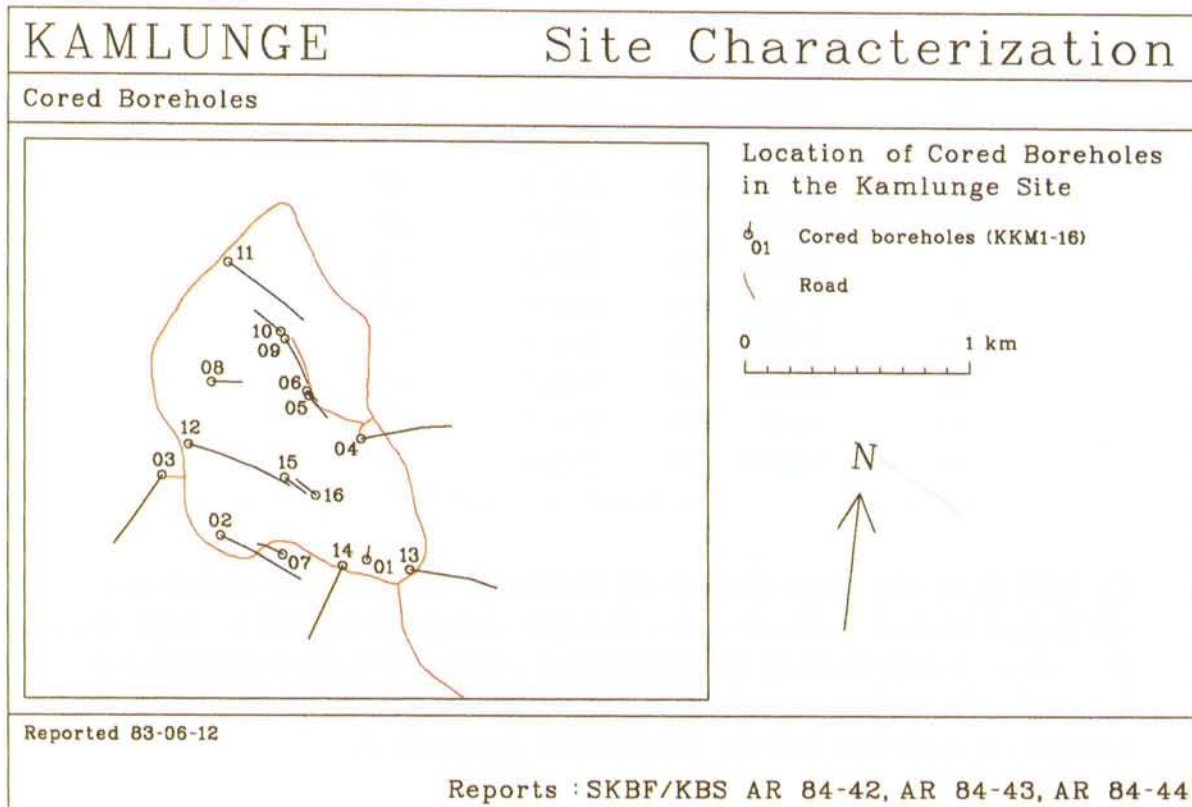 KAMLUNGE Site Characterization
Cored Boreholes
Location of Cored Boreholes
in the Kamlunge Site
01 Cored boreholes (KKM1-16)
Road
0 1 km
N
11
10
09
08
06
05
12
04
03
15
16
02
07
14
01
13
Reported 83-06-12
Reports : SKBF/KBS AR 84-42, AR 84-43, AR 84-44